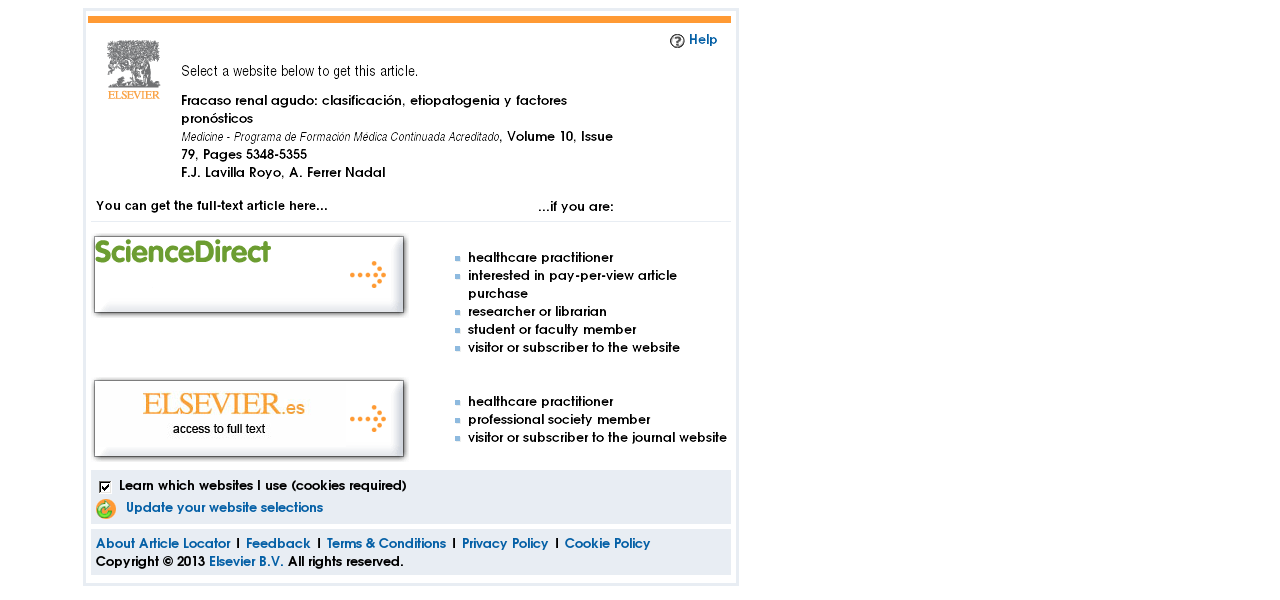 Help
ELSEVIER
Select a website below to get this article.
Fracaso renal agudo: clasificación, etiopatogenia y factores
pronósticos
Medicine - Programa de Formación Médica Continuada Acreditado, Volume 10, Issue
79, Pages 5348-5355
F.J. Lavilla Royo, A. Ferrer Nadal
You can get the full-text article here...
...if you are:
ScienceDirect
healthcare practitioner
interested in pay-per-view article
purchase
researcher or librarian
student or faculty member
visitor or subscriber to the website
ELSEVIER.es
access to full text
healthcare practitioner
professional society member
visitor or subscriber to the journal website
Learn which websites I use (cookies required)
Update your website selections
About Article Locator | Feedback | Terms & Conditions | Privacy Policy | Cookie Policy
Copyright © 2013 Elsevier B.V. All rights reserved.